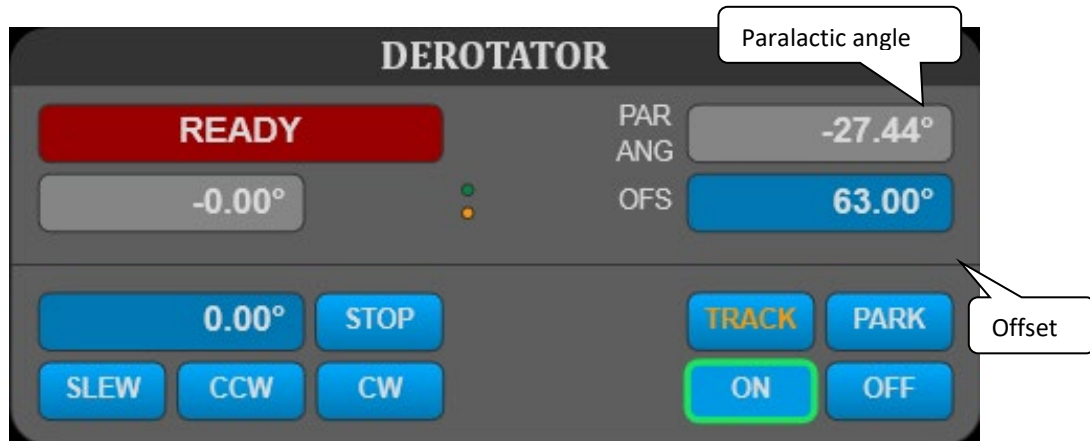 Paralactic angle
DEROTATOR
READY
PAR
ANG
-27.44°
-0.00°
OFS
63.00°
0.00°
STOP
TRACK
PARK
Offset
SLEW
CCW
CW
ON
OFF